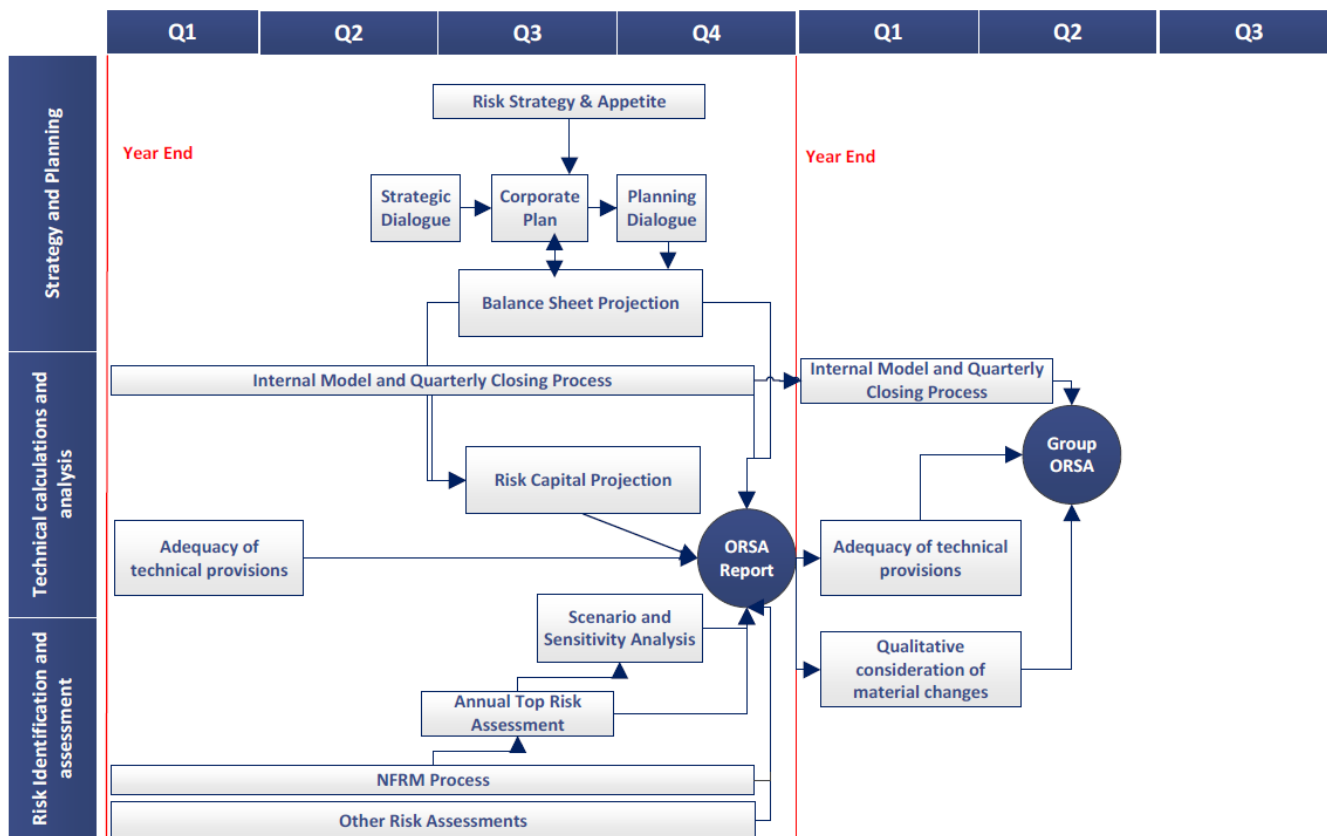 Q1
Q2
Q3
Q4
Q1
Q2
Q3
Strategy and Planning
Risk Strategy & Appetite
Year End
Year End
Strategic
Dialogue
Corporate
Plan
Planning
Dialogue
Balance Sheet Projection
Technical calculations and
analysis
Internal Model and Quarterly Closing Process
Internal Model and Quarterly
Closing Process
Group
ORSA
Risk Capital Projection
Adequacy of
technical provisions
ORSA
Report
Adequacy of technical
provisions
Risk Identification and
assessment
Scenario and
Sensitivity Analysis
Qualitative
consideration of
material changes
Annual Top Risk
Assessment
NFRM Process
Other Risk Assessments